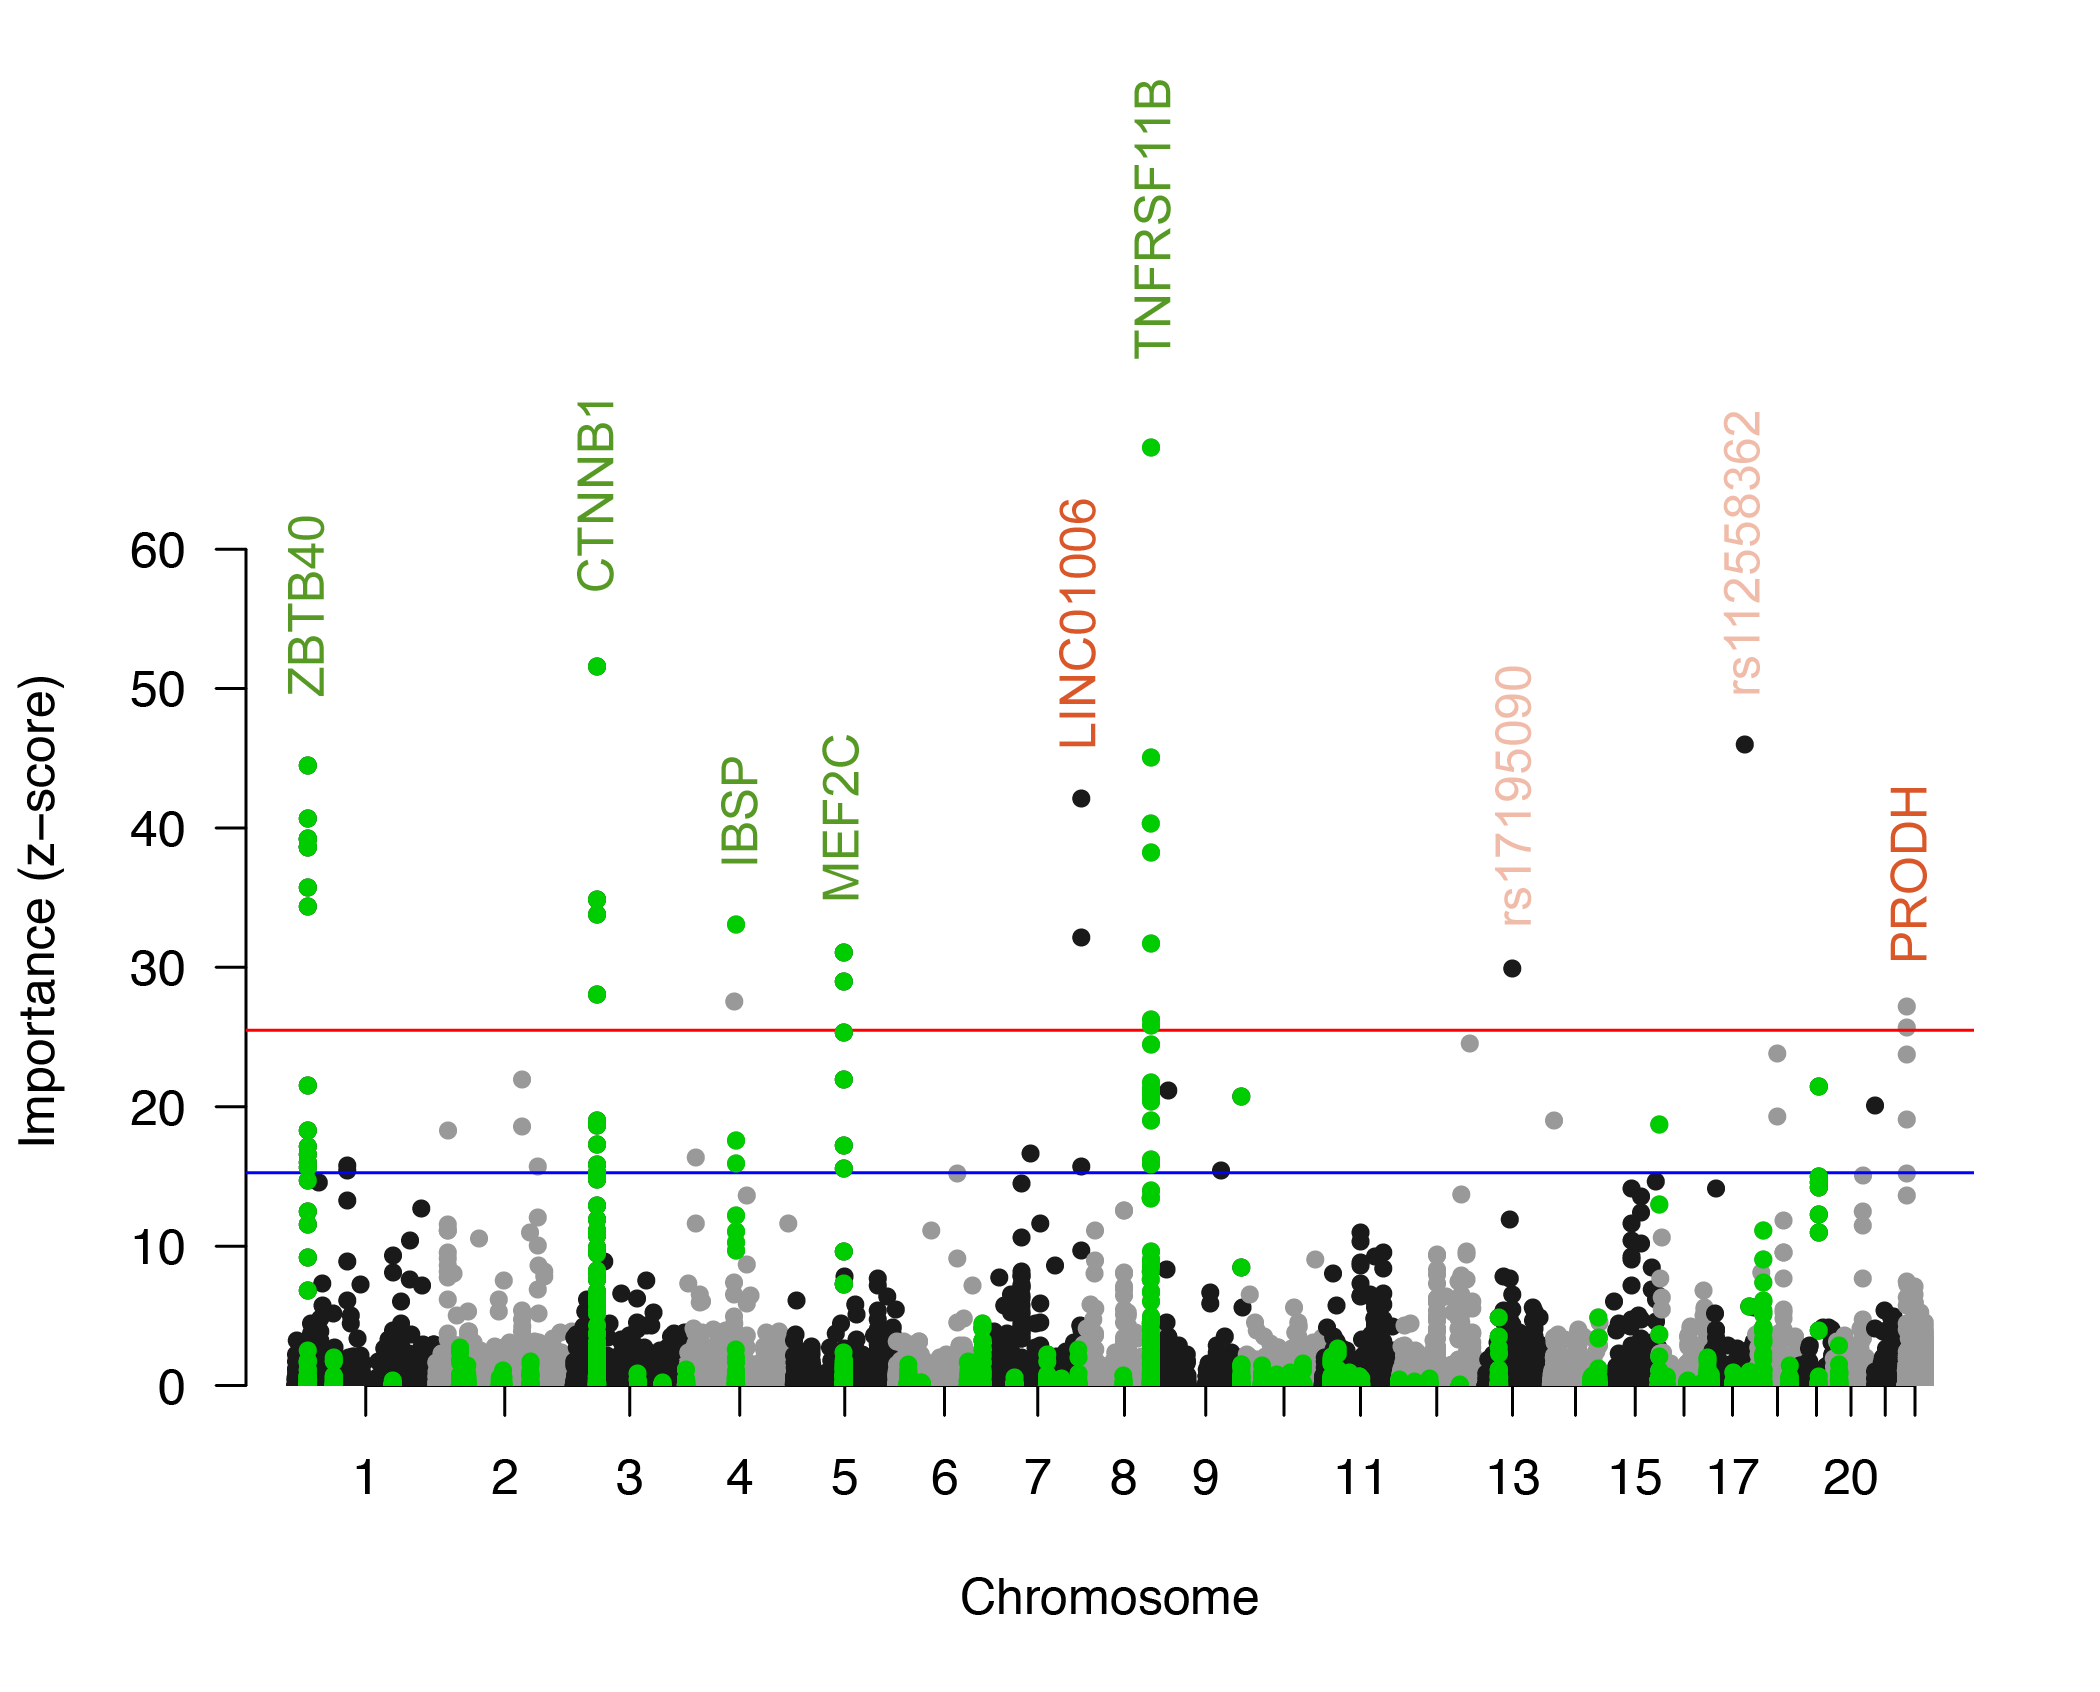 TNFRSF11B
CTNNB1
rs112558362
LINC01006
ZBTB40
rs17195090
MEF2C
IBSP
PRODH
Importance (z−score)
60
50
40
30
20
10
0
1 2 3 4 5 6 7 8 9 11 13 15 17 20
Chromosome